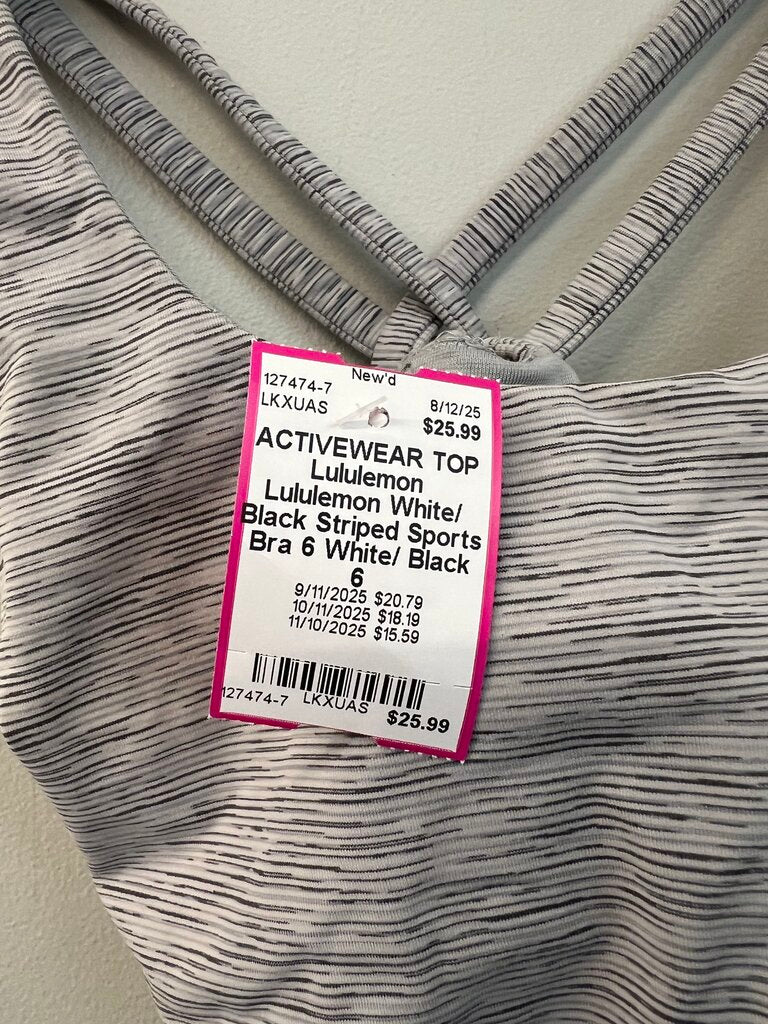 New'd
127474-7 8/12/25
LKXUAS $25.99
ACTIVEWEAR TOP
Lululemon
Lululemon White/
Black Striped Sports
Bra 6 White/ Black
6
9/11/2025 $20.79
10/11/2025 $18.19
11/10/2025 $15.59
127474-7 LKXUAS $25.99